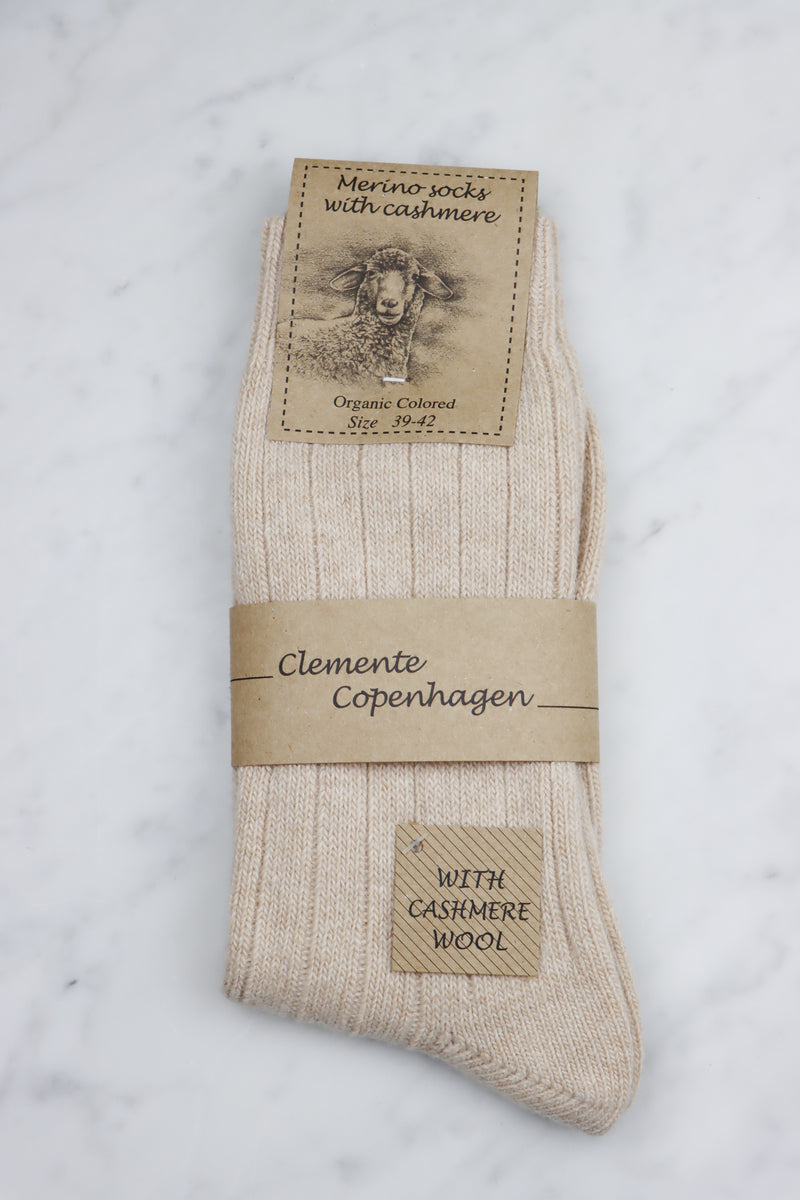 Merino socks
with cashmere
Organic Colored
Size 39-42
Clemente
Copenhagen
WITH
CASHMERE
WOOL